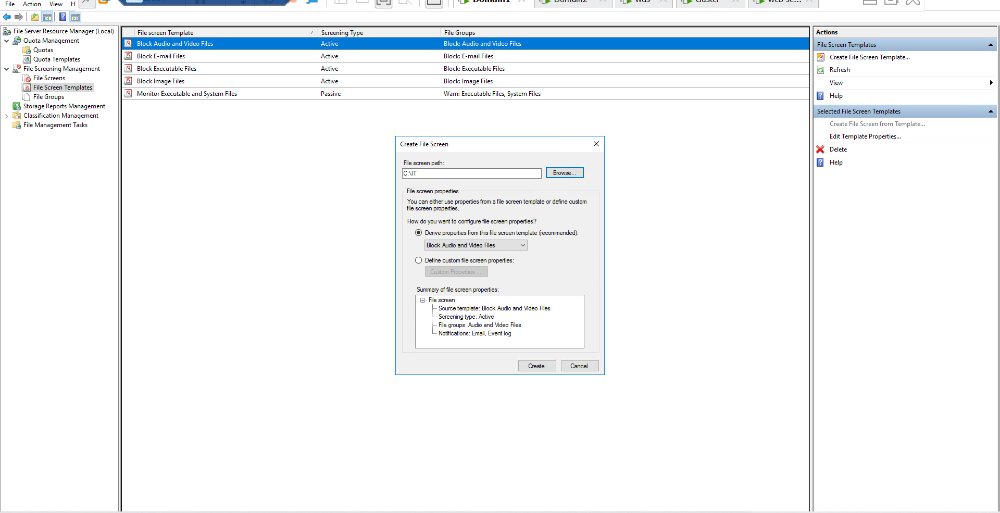 File Action View H
Domain1
Domain2
wds
cluster
web se...
File Server Resource Manager (Local)
Quota Management
Quotas
Quota Templates
File Screening Management
File Screens
File Screen Templates
File Groups
Storage Reports Management
Classification Management
File Management Tasks
File screen Template Screening Type File Groups
Block Audio and Video Files Active Block: Audio and Video Files
Block E-mail Files Active Block: E-mail Files
Block Executable Files Active Block: Executable Files
Block Image Files Active Block: Image Files
Monitor Executable and System Files Passive Warn: Executable Files, System Files
Create File Screen
File screen path:
C:\IT Browse...
File screen properties
You can either use properties from a file screen template or define custom
file screen properties.
How do you want to configure file screen properties?
Derive properties from this file screen template (recommended):
Block Audio and Video Files
Define custom file screen properties:
Custom Properties ...
Summary of file screen properties:
File screen:
Source template: Block Audio and Video Files
Screening type: Active
File groups: Audio and Video Files
Notifications: Email, Event log
Create Cancel
Actions
File Screen Templates
Create File Screen Template...
Refresh
View
Help
Selected File Screen Templates
Create File Screen from Template...
Edit Template Properties...
Delete
Help